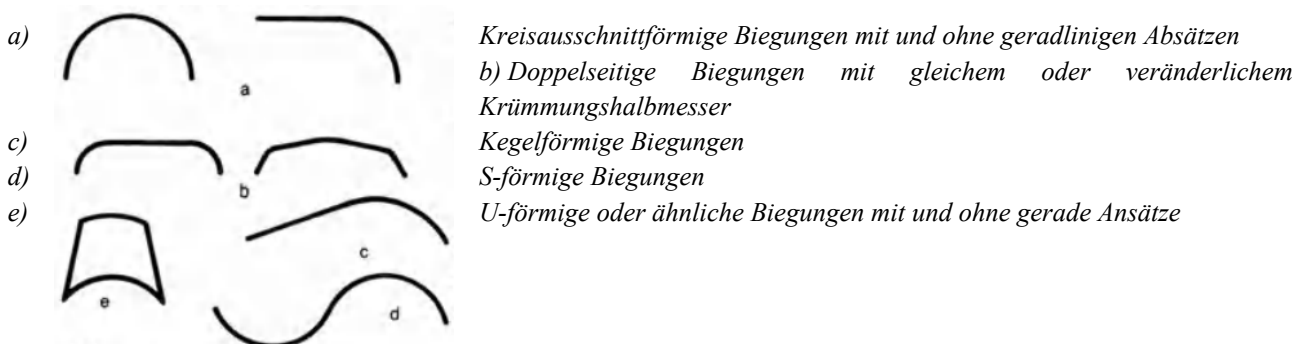 a) Kreisausschnittförmige Biegungen mit und ohne geradlinigen Absätzen
b) Doppelseitige Biegungen mit gleichem oder veränderlichem
Krümmungshalbmesser
c) Kegelförmige Biegungen
d) S-förmige Biegungen
e) U-förmige oder ähnliche Biegungen mit und ohne gerade Ansätze
a
b
c
e
d